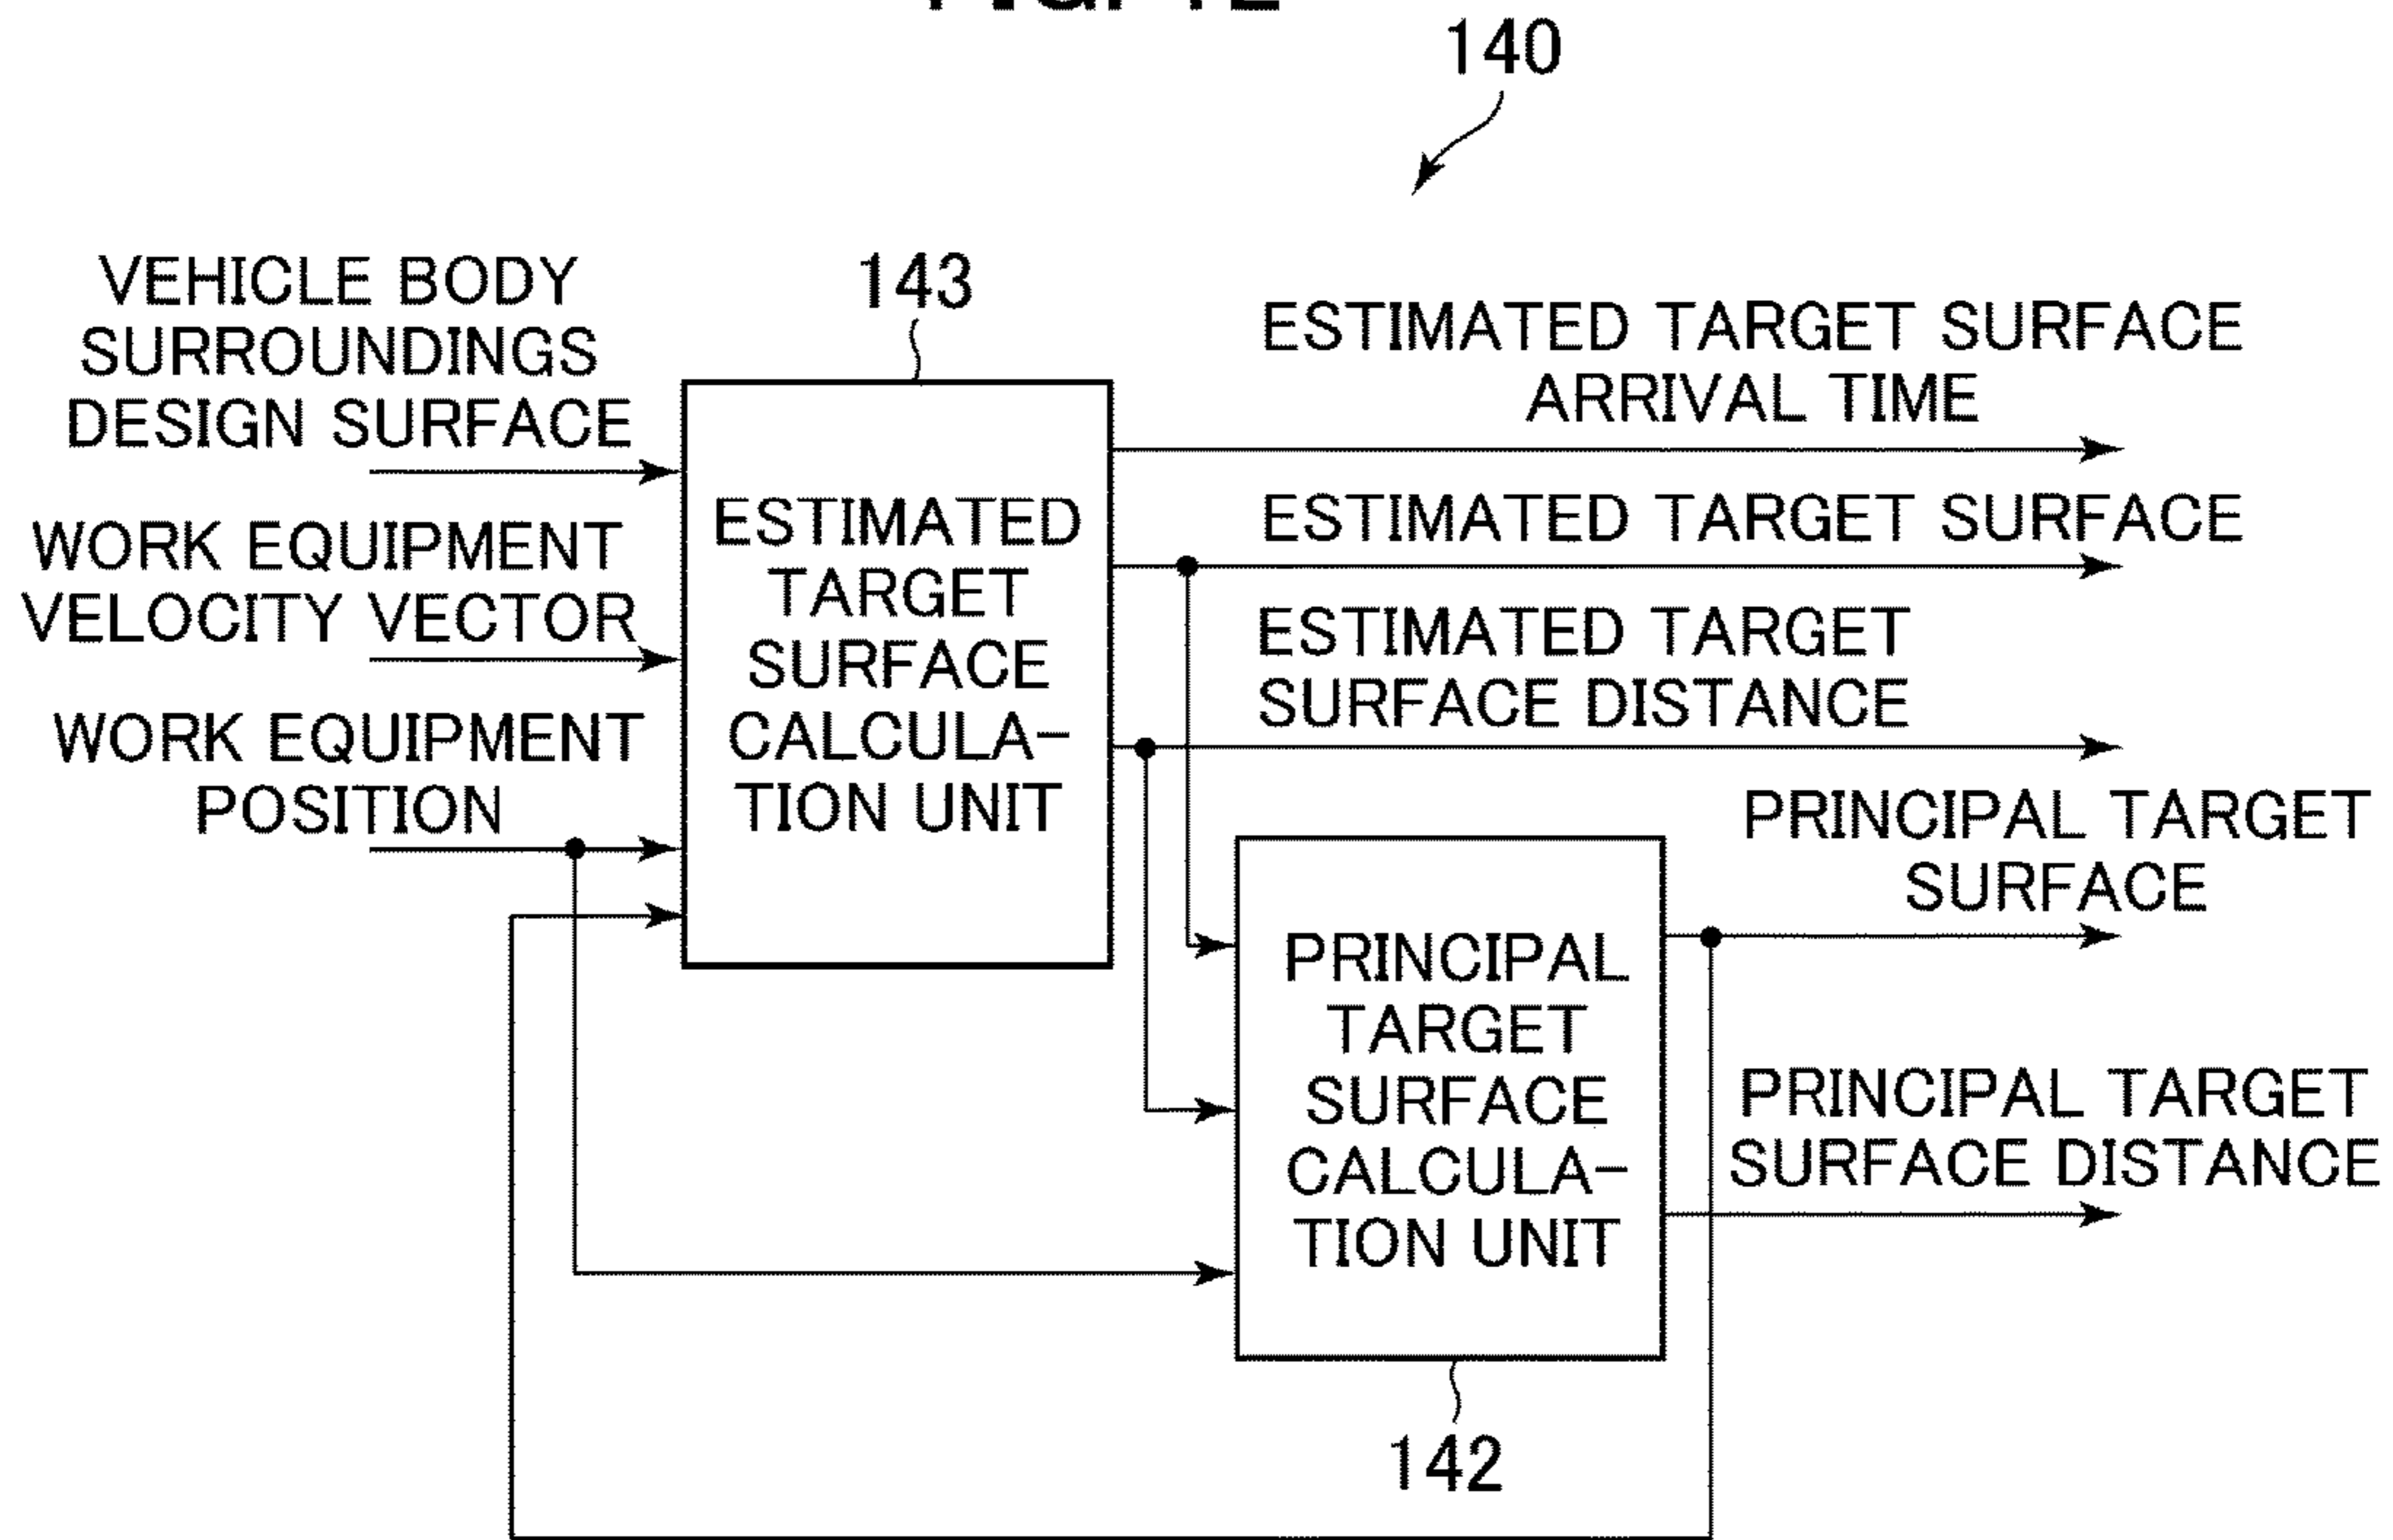 140
VEHICLE BODY
SURROUNDINGS
DESIGN SURFACE
WORK EQUIPMENT
VELOCITY VECTOR
WORK EQUIPMENT
POSITION
143
ESTIMATED
TARGET
SURFACE
CALCULA-
TION UNIT
ESTIMATED TARGET SURFACE
ARRIVAL TIME
ESTIMATED TARGET SURFACE
ESTIMATED TARGET
SURFACE DISTANCE
PRINCIPAL TARGET
SURFACE
PRINCIPAL
TARGET
SURFACE
CALCULA-
TION UNIT
PRINCIPAL TARGET
SURFACE DISTANCE
142